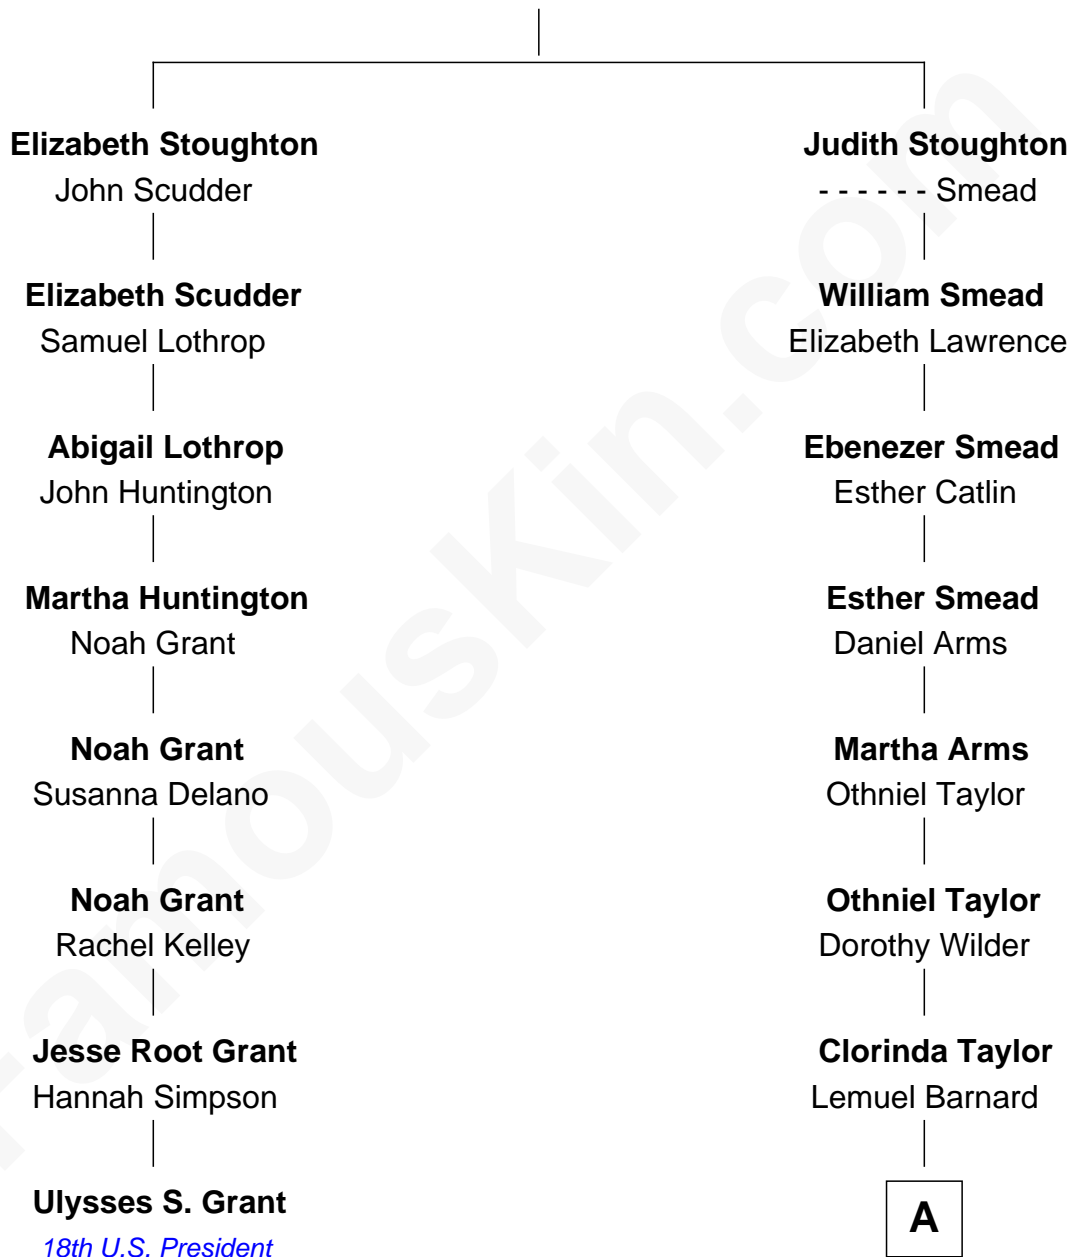 Elizabeth Stoughton
John Scudder
Elizabeth Scudder
Samuel Lothrop
Abigail Lothrop
John Huntington
Martha Huntington
Noah Grant
Noah Grant
Susanna Delano
Noah Grant
Rachel Kelley
Jesse Root Grant
Hannah Simpson
Ulysses S. Grant
18th U.S. President
Judith Stoughton
- - - - - - Smead
William Smead
Elizabeth Lawrence
Ebenezer Smead
Esther Catlin
Esther Smead
Daniel Arms
Martha Arms
Othniel Taylor
Othniel Taylor
Dorothy Wilder
Clorinda Taylor
Lemuel Barnard
A
FamousKin.com